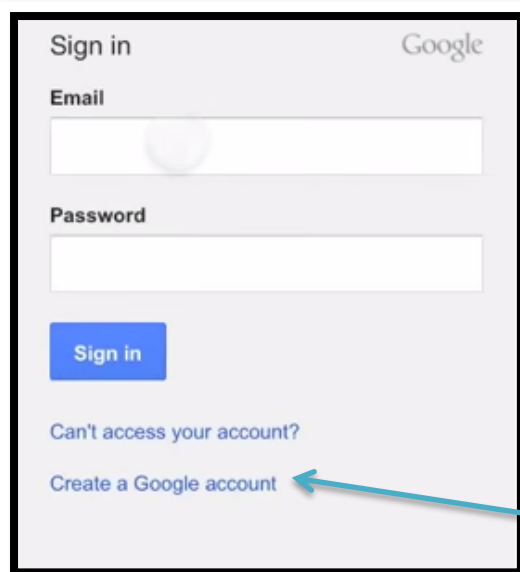 Sign in Google
Email
Password
Sign in
Can't access your account?
Create a Google account